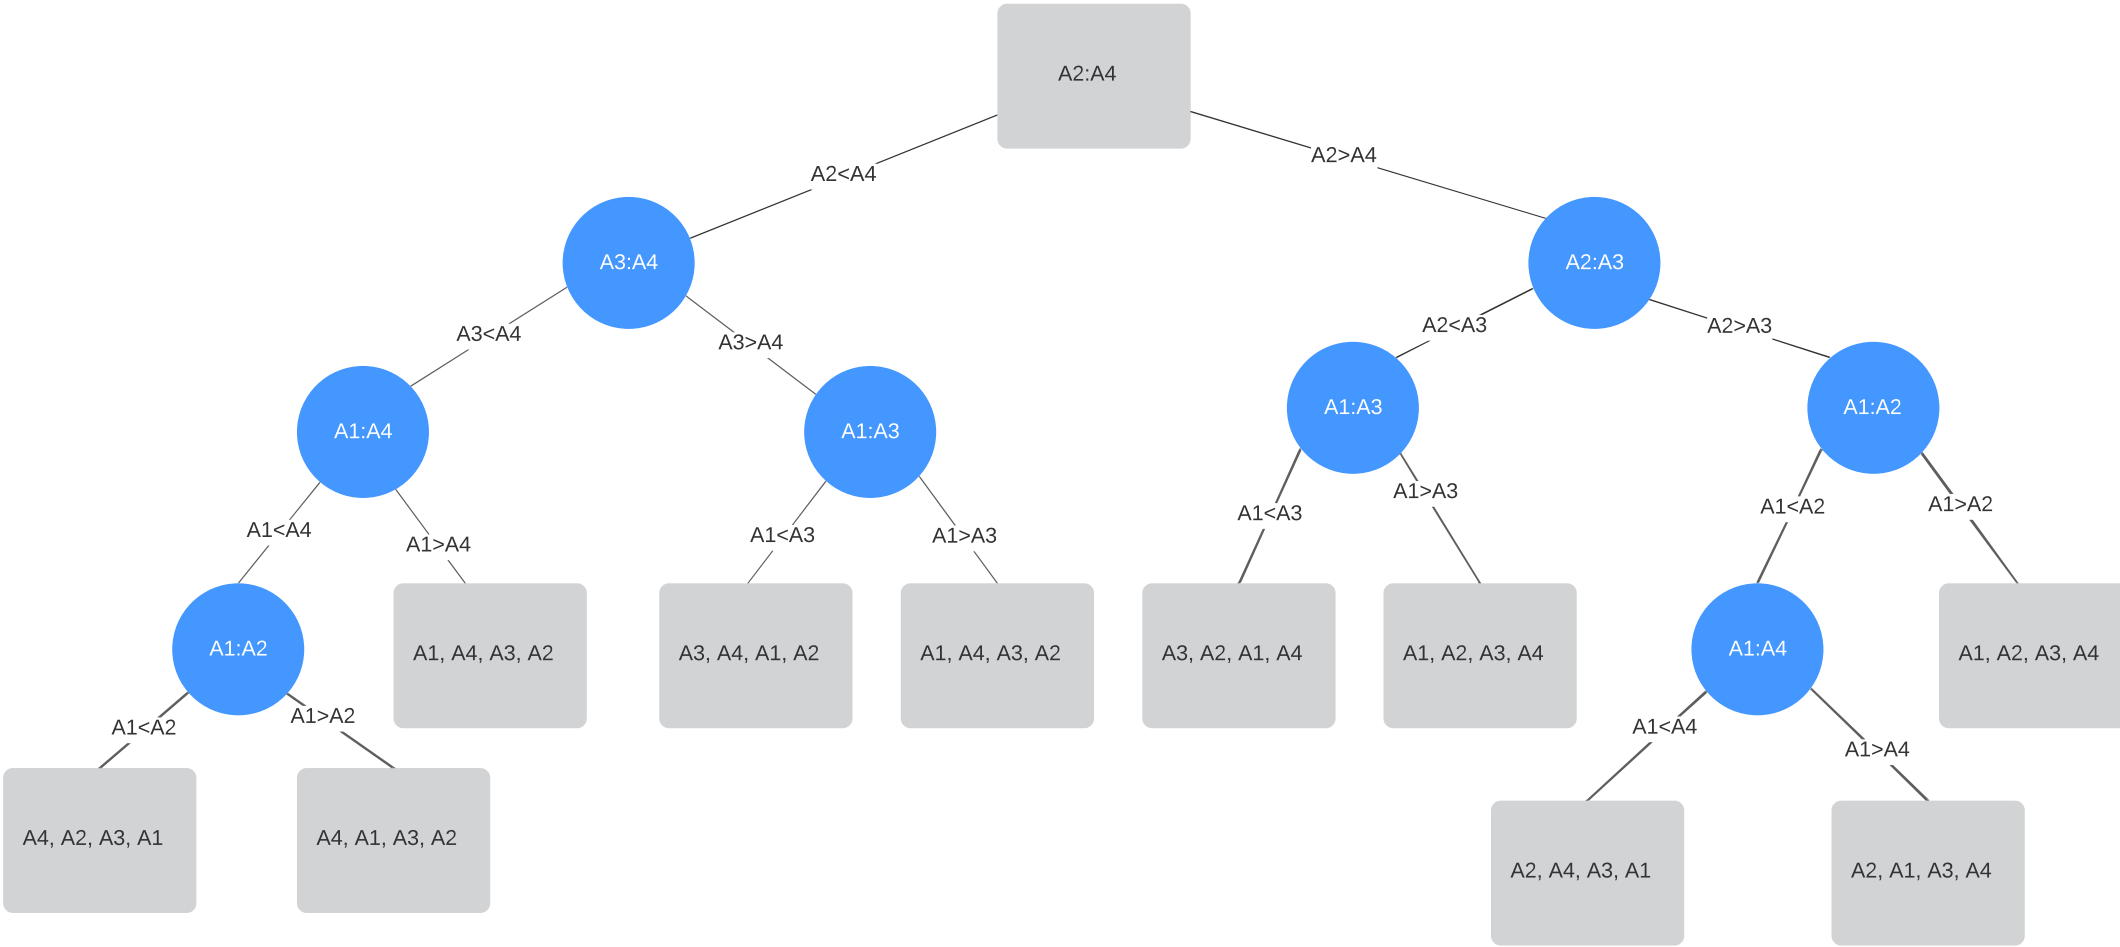 A2:A4
A2<A4
A2>A4
A3:A4
A2:A3
A3<A4
A3>A4
A2<A3
A2>A3
A1:A4
A1:A3
A1:A3
A1:A2
A1<A4
A1>A4
A1<A3
A1>A3
A1<A3
A1>A3
A1<A2
A1>A2
A1:A2
A1, A4, A3, A2
A3, A4, A1, A2
A1, A4, A3, A2
A3, A2, A1, A4
A1, A2, A3, A4
A1:A4
A1, A2, A3, A4
A1<A2
A1>A2
A1<A4
A1>A4
A4, A2, A3, A1
A4, A1, A3, A2
A2, A4, A3, A1
A2, A1, A3, A4